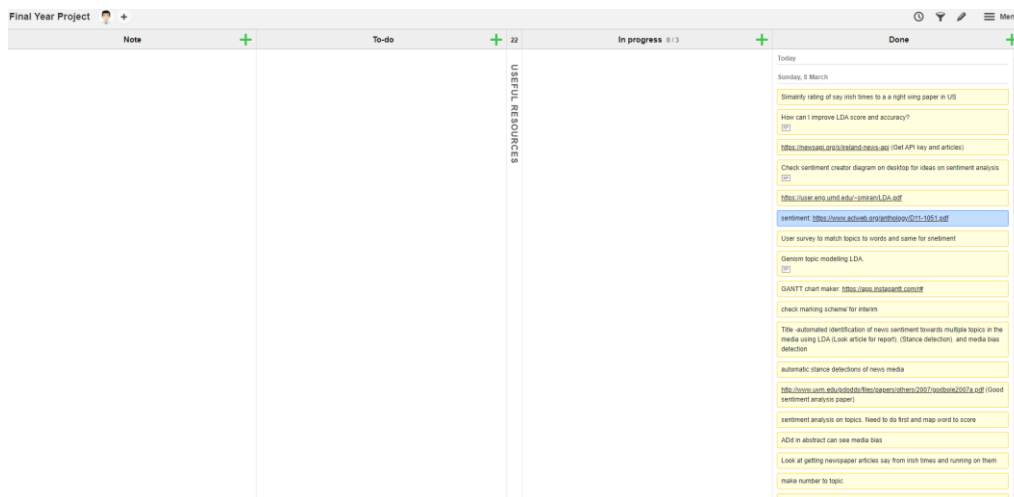 Final Year Project +
Men
Note +
To-do +
22
In progress 8 / 3 +
Done +
USEFUL RESOURCES
Today
Sunday, 8 March
Simalrity rating of say irish times to a a right wing paper in US
How can I improve LDA score and accuracy?
https://newsapi.org/s/ireland-news-api (Get API key and articles)
Check sentiment creator diagram on desktop for ideas on sentiment analysis
https://user.eng.umd.edu/~smiran/LDA.pdf
sentiment: https://www.aclweb.org/anthology/D11-1051.pdf
User survey to match topics to words and same for snetiment
Geniom topic modelling LDA.
GANTT chart maker: https://app.instagantt.com/r#
check marking scheme for interim
Title -automated identification of news sentiment towards multiple topics in the
media using LDA (Look article for report). (Stance detection). and media bias
detection
automatic stance detections of news media
http://www.uvm.edu/pdodds/files/papers/others/2007/godbole2007a.pdf (Good
sentiment analysis paper)
sentiment analysis on topics. Need to do first and map word to score
ADd in abstract can see media bias
Look at getting newspaper articles say from irish times and running on them
make number to topic